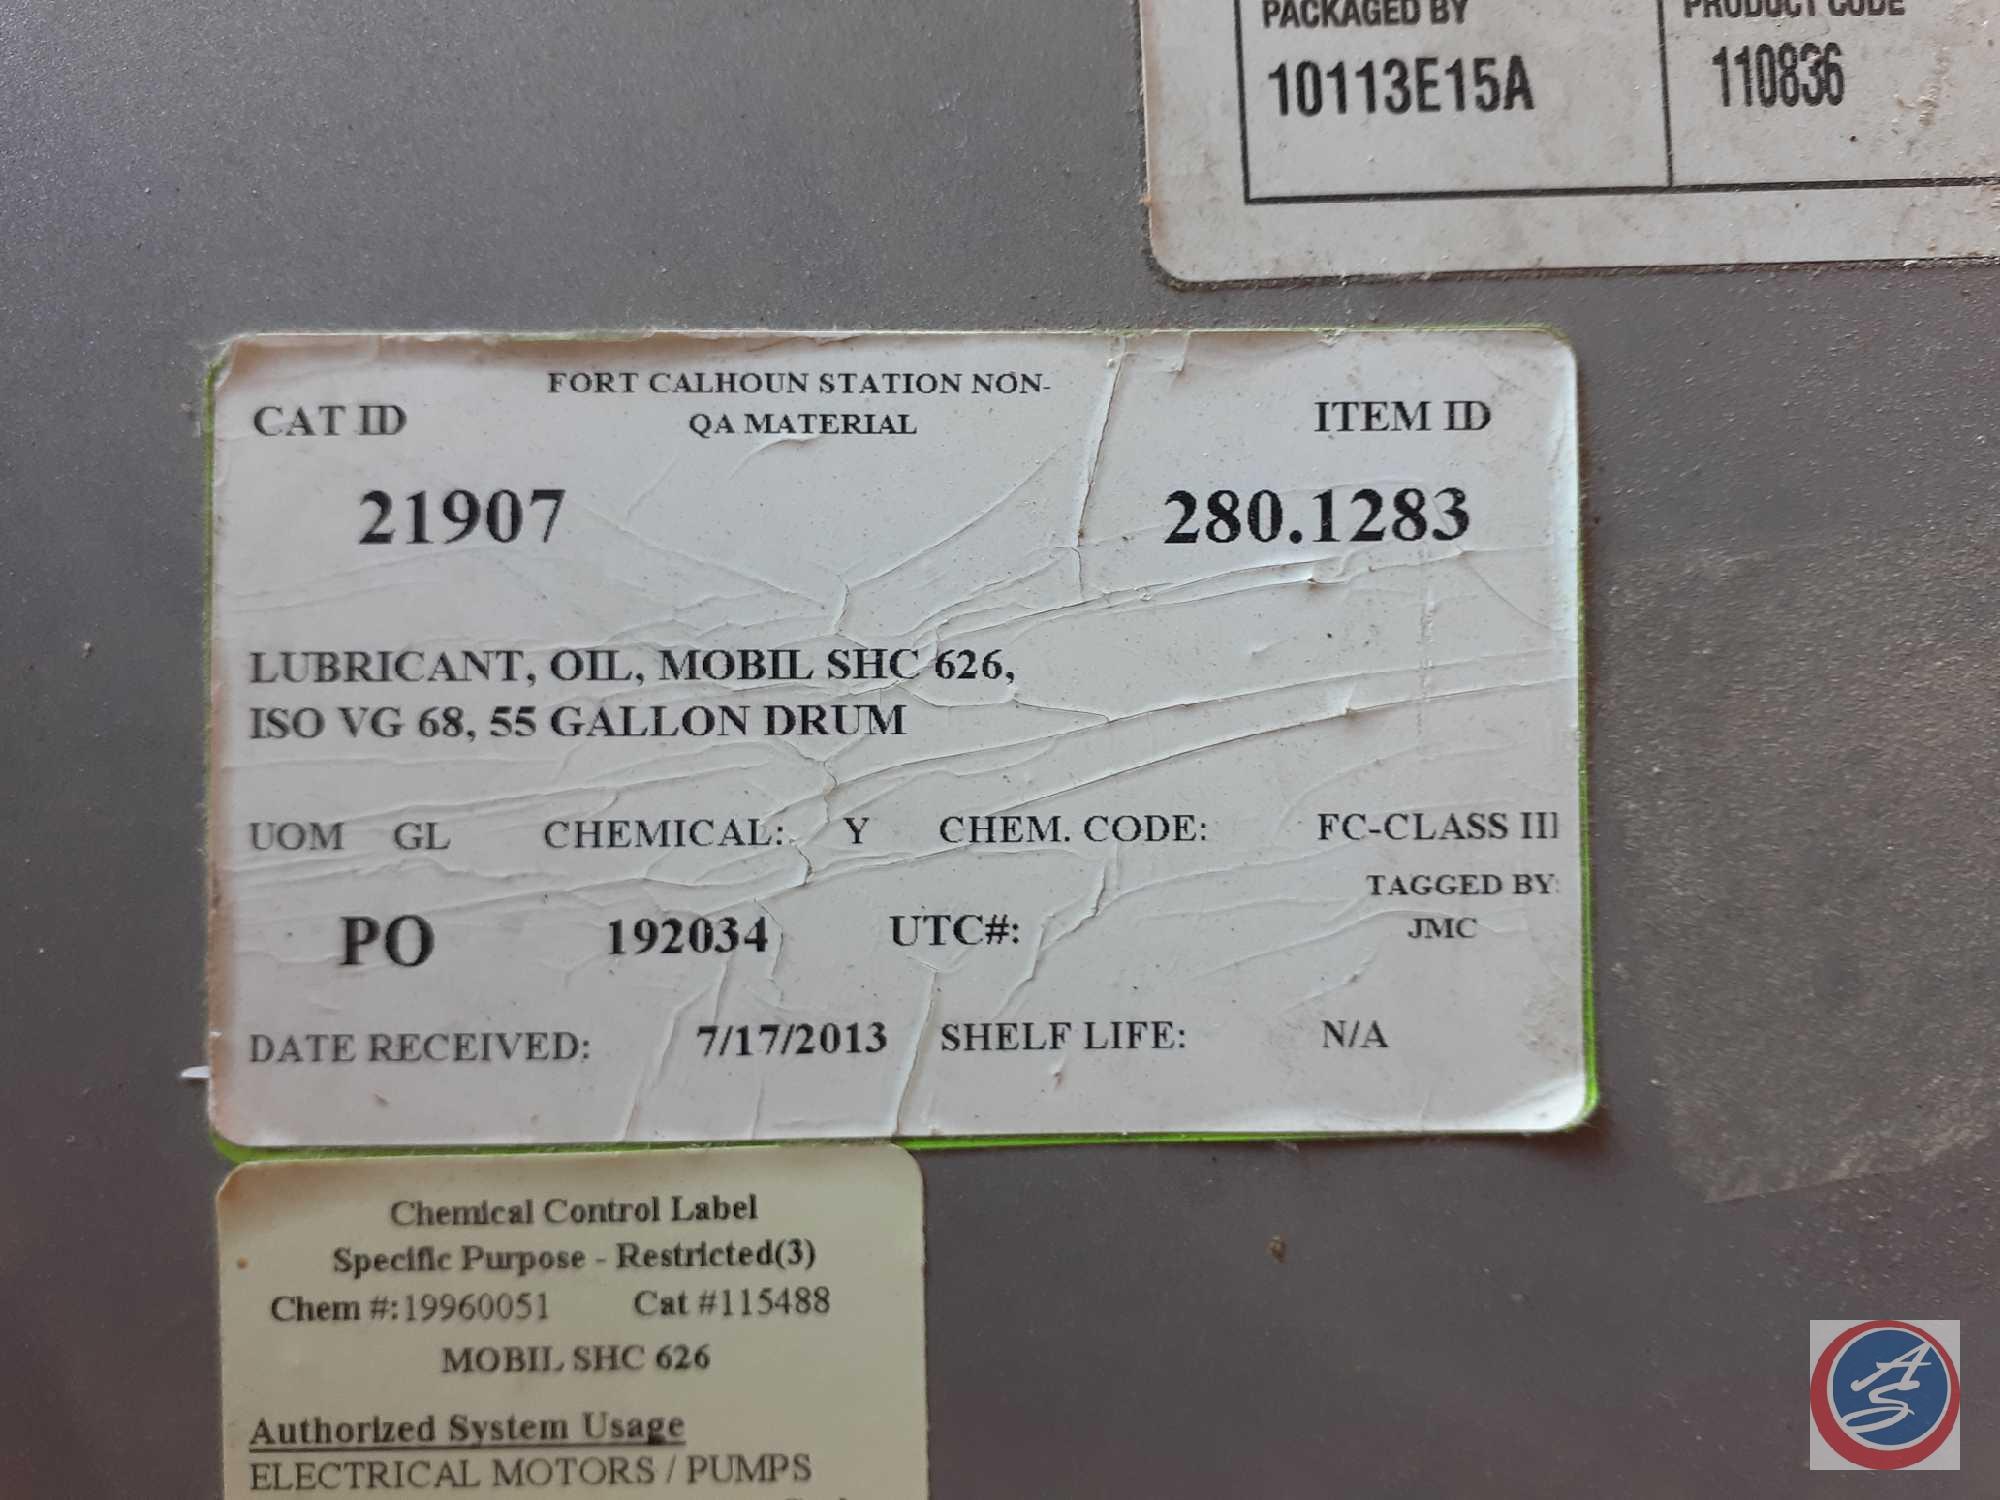 PACKAGED BY
PRODUCT CODE
10113E15A
110836
FORT CALHOUN STATION NON-
QA MATERIAL
CAT ID
ITEM ID
21907
280.1283
LUBRICANT, OIL, MOBIL SHC 626,
ISO VG 68, 55 GALLON DRUM
UOM GL CHEMICAL: Y CHEM. CODE: FC-CLASS III
TAGGED BY:
PO 192034 UTC#: JMC
DATE RECEIVED: 7/17/2013 SHELF LIFE: N/A
Chemical Control Label
Specific Purpose - Restricted(3)
Chem #:19960051 Cat #115488
MOBIL SHC 626
Authorized System Usage
ELECTRICAL MOTORS / PUMPS
AS